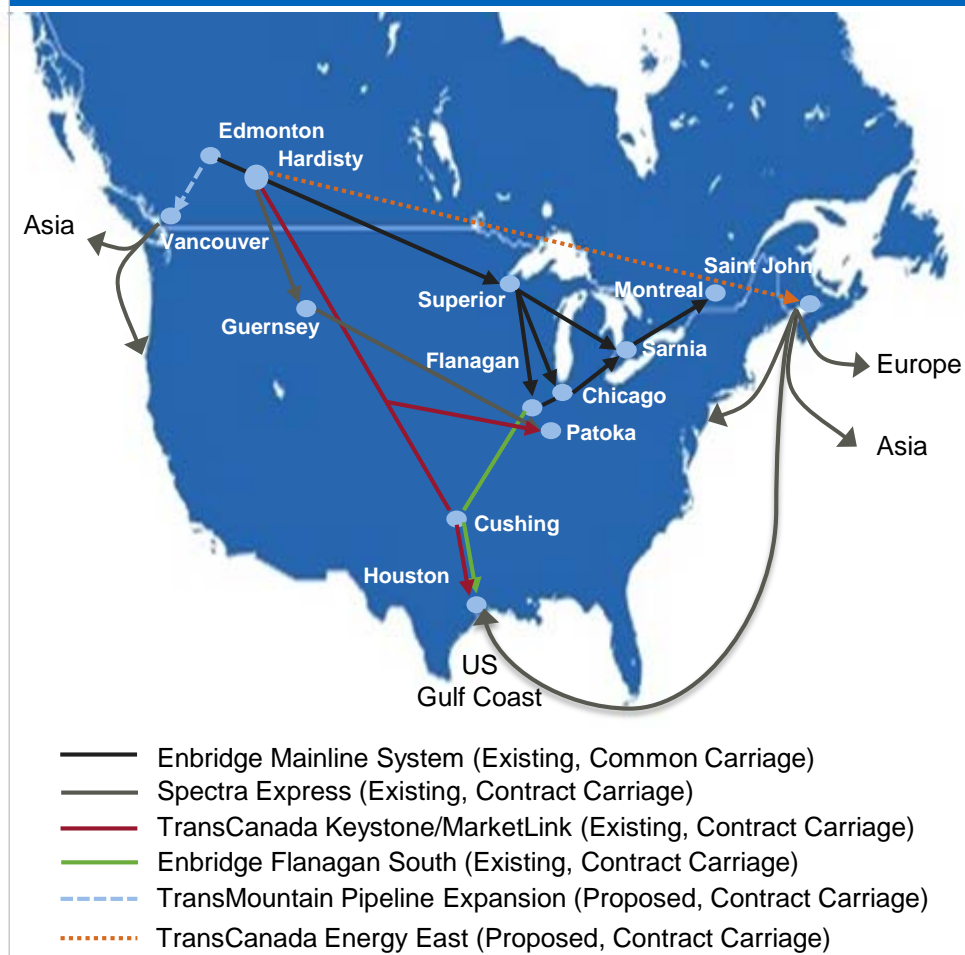 Edmonton
Hardisty
Asia
Vancouver
Saint John
Superior
Montreal
Guernsey
Flanagan
Sarnia
Europe
Chicago
Patoka
Asia
Cushing
Houston
US
Gulf Coast
Enbridge Mainline System (Existing, Common Carriage)
Spectra Express (Existing, Contract Carriage)
TransCanada Keystone/MarketLink (Existing, Contract Carriage)
Enbridge Flanagan South (Existing, Contract Carriage)
TransMountain Pipeline Expansion (Proposed, Contract Carriage)
TransCanada Energy East (Proposed, Contract Carriage)